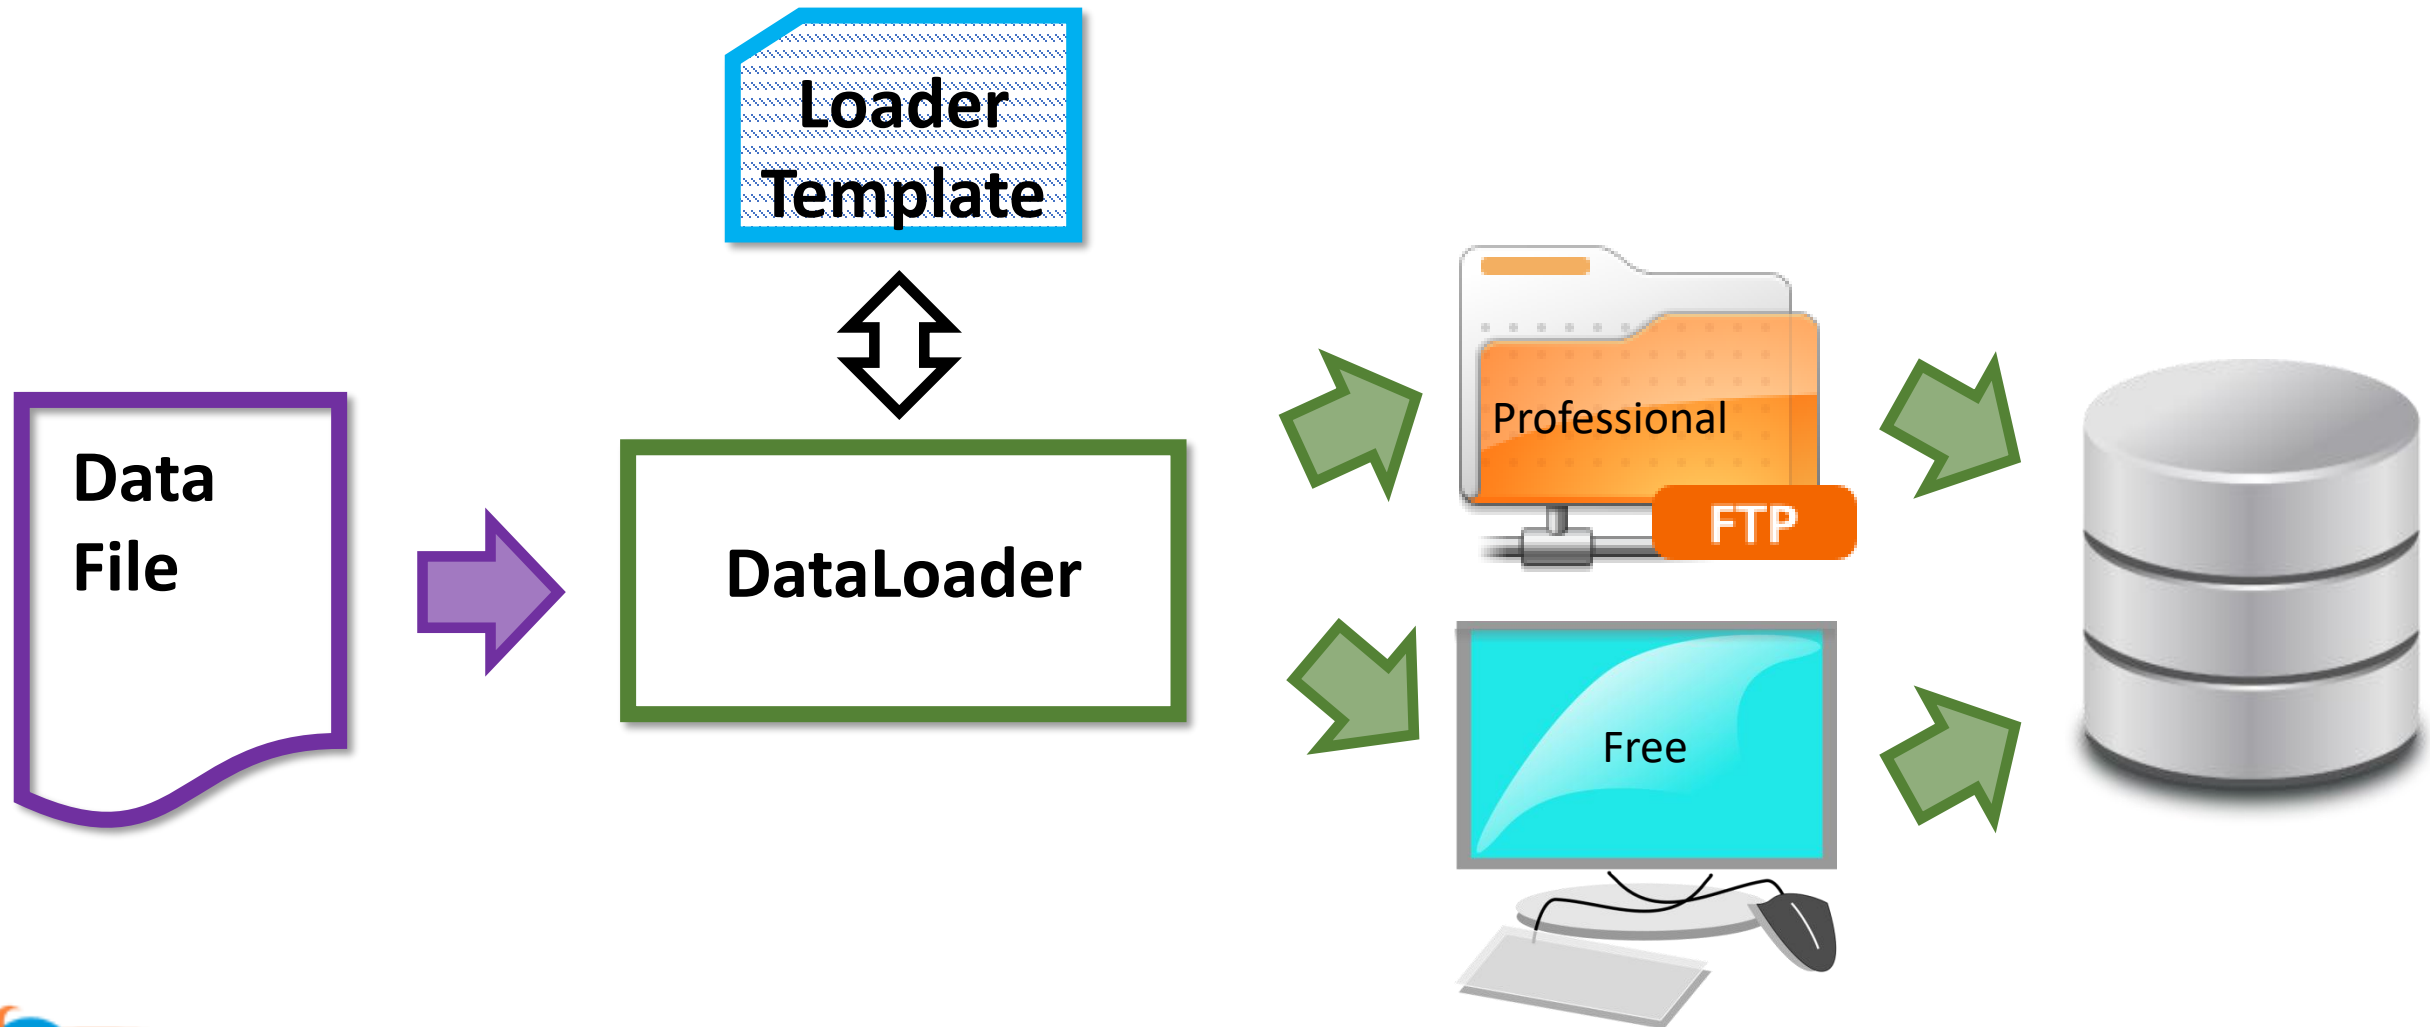 Loader
Template
Data
File
DataLoader
Professional
FTP
Free